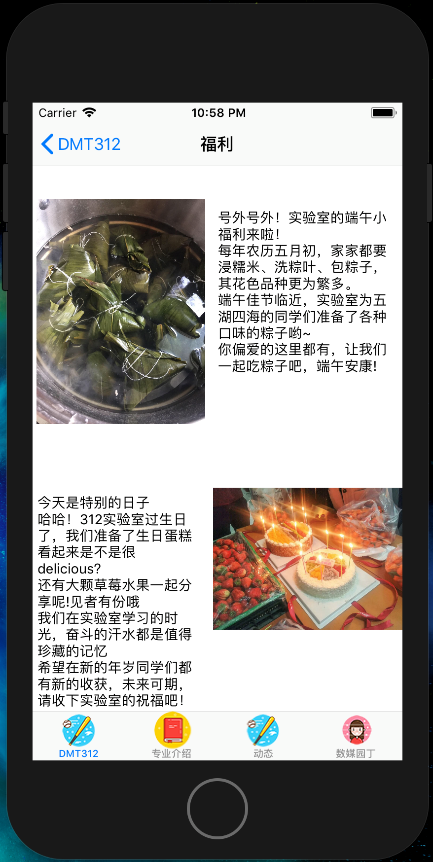 Carrier
10:58 PM
DMT312
福利
号外号外！实验室的端午小
福利来啦！
每年农历五月初，家家都要
浸糯米、洗粽叶、包粽子，
其花色品种更为繁多。
端午佳节临近，实验室为五
湖四海的同学们准备了各种
口味的粽子哟~
你偏爱的这里都有，让我们
一起吃粽子吧，端午安康！
今天是特别的日子
哈哈！312实验室过生日
了，我们准备了生日蛋糕
看起来是不是很
delicious?
还有大颗草莓水果一起分
享呢!见者有份哦
我们在实验室学习的时
光，奋斗的汗水都是值得
珍藏的记忆
希望在新的年岁同学们都
有新的收获，未来可期，
请收下实验室的祝福吧！
DMT312
专业介绍
动态
数媒园丁